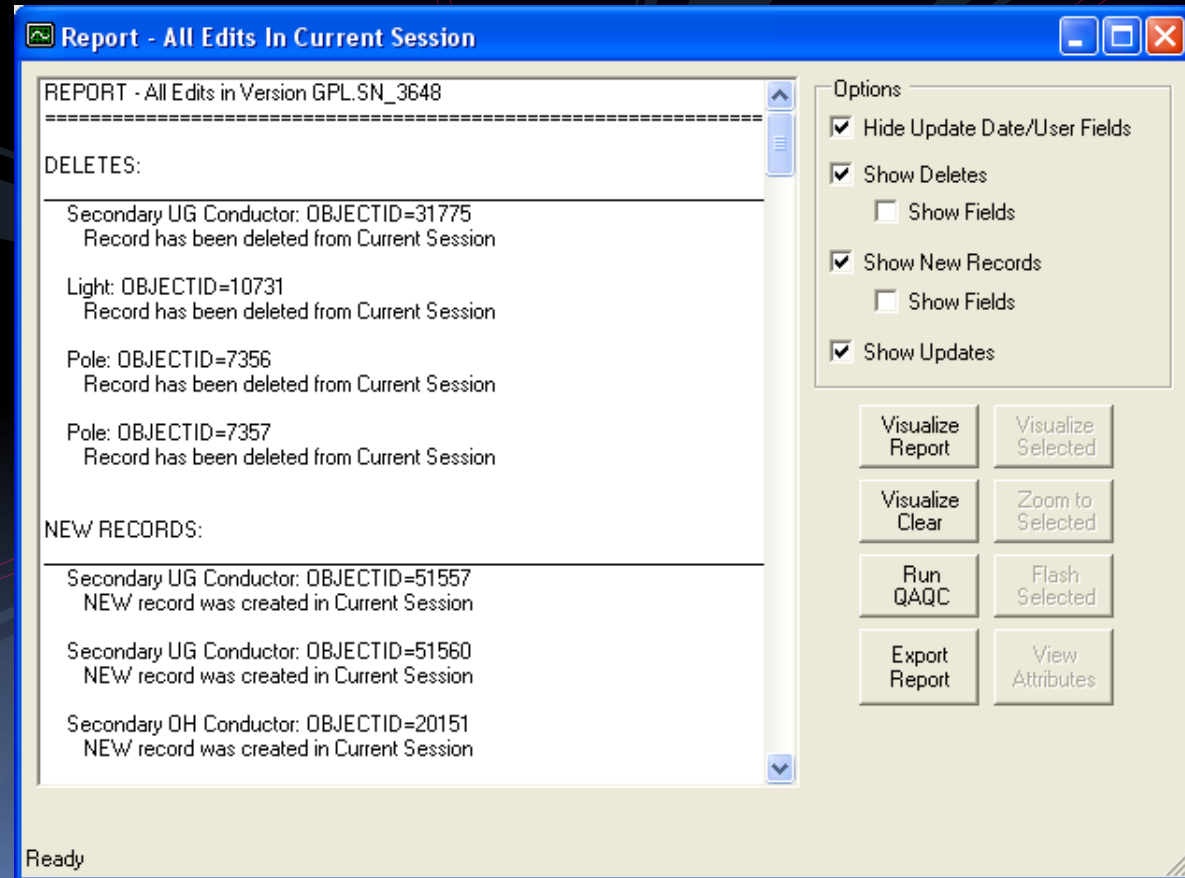 Report - All Edits In Current Session
REPORT - All Edits in Version GPL.SN_3648
================================================================
DELETES:
Secondary UG Conductor: OBJECTID=31775
Record has been deleted from Current Session
Light: OBJECTID=10731
Record has been deleted from Current Session
Pole: OBJECTID=7356
Record has been deleted from Current Session
Pole: OBJECTID=7357
Record has been deleted from Current Session
NEW RECORDS:
Secondary UG Conductor: OBJECTID=51557
NEW record was created in Current Session
Secondary UG Conductor: OBJECTID=51560
NEW record was created in Current Session
Secondary OH Conductor: OBJECTID=20151
NEW record was created in Current Session
Options
Hide Update Date/User Fields
Show Deletes
Show Fields
Show New Records
Show Fields
Show Updates
Visualize
Report
Visualize
Selected
Visualize
Clear
Zoom to
Selected
Run
QAQC
Flash
Selected
Export
Report
View
Attributes
Ready